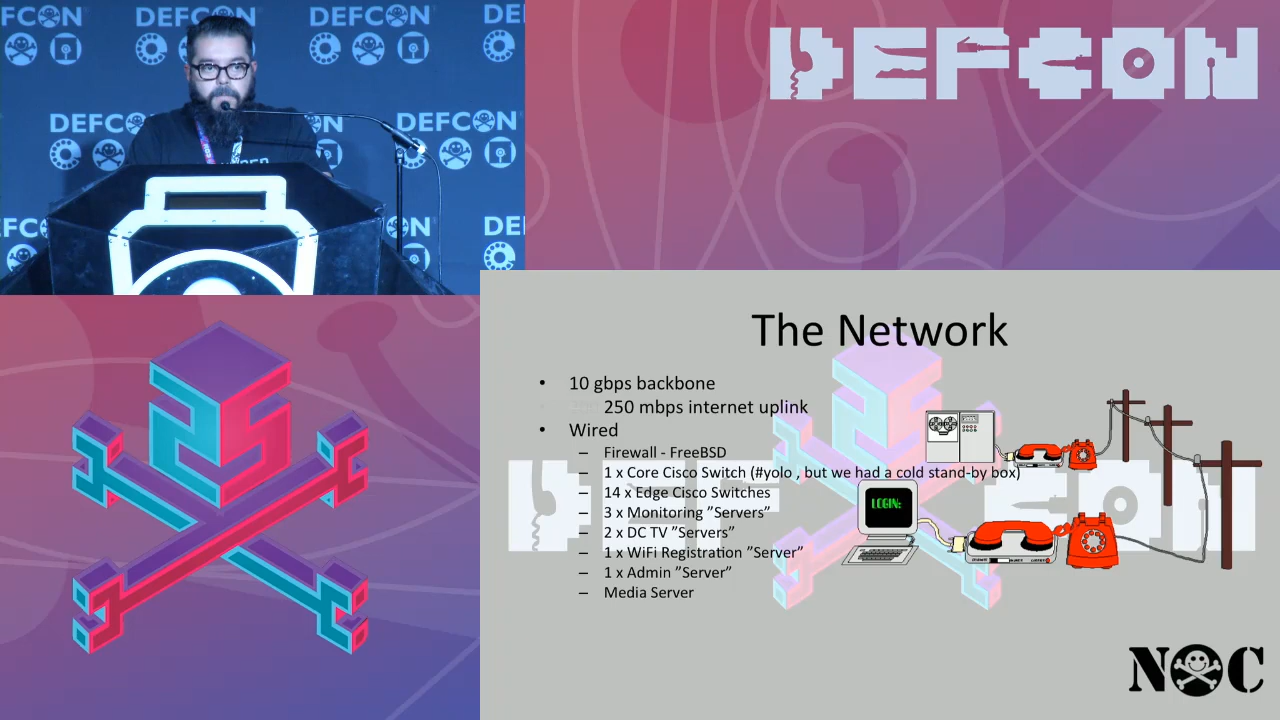 DEFCON
DEFCON
DEFCON
DEFCON
DEFCON
DEFCON
DEFCON
DEF
DEFCON
The Network
• 10 gbps backbone
250 mbps internet uplink
• Wired
– Firewall - FreeBSD
– 1 x Core Cisco Switch (#yolo , but we had a cold stand-by box)
– 14 x Edge Cisco Switches
– 3 x Monitoring ”Servers”
– 2 x DC TV ”Servers”
– 1 x WiFi Registration ”Server”
– 1 x Admin ”Server”
– Media Server
LOGIN:
DEFCON
NOC